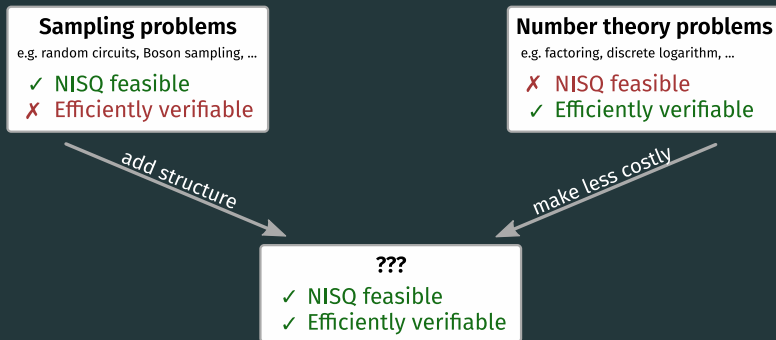 Sampling problems
e.g. random circuits, Boson sampling, ...
✓ NISQ feasible
✗ Efficiently verifiable
Number theory problems
e.g. factoring, discrete logarithm, ...
✗ NISQ feasible
✓ Efficiently verifiable
add structure
make less costly
???
✓ NISQ feasible
✓ Efficiently verifiable